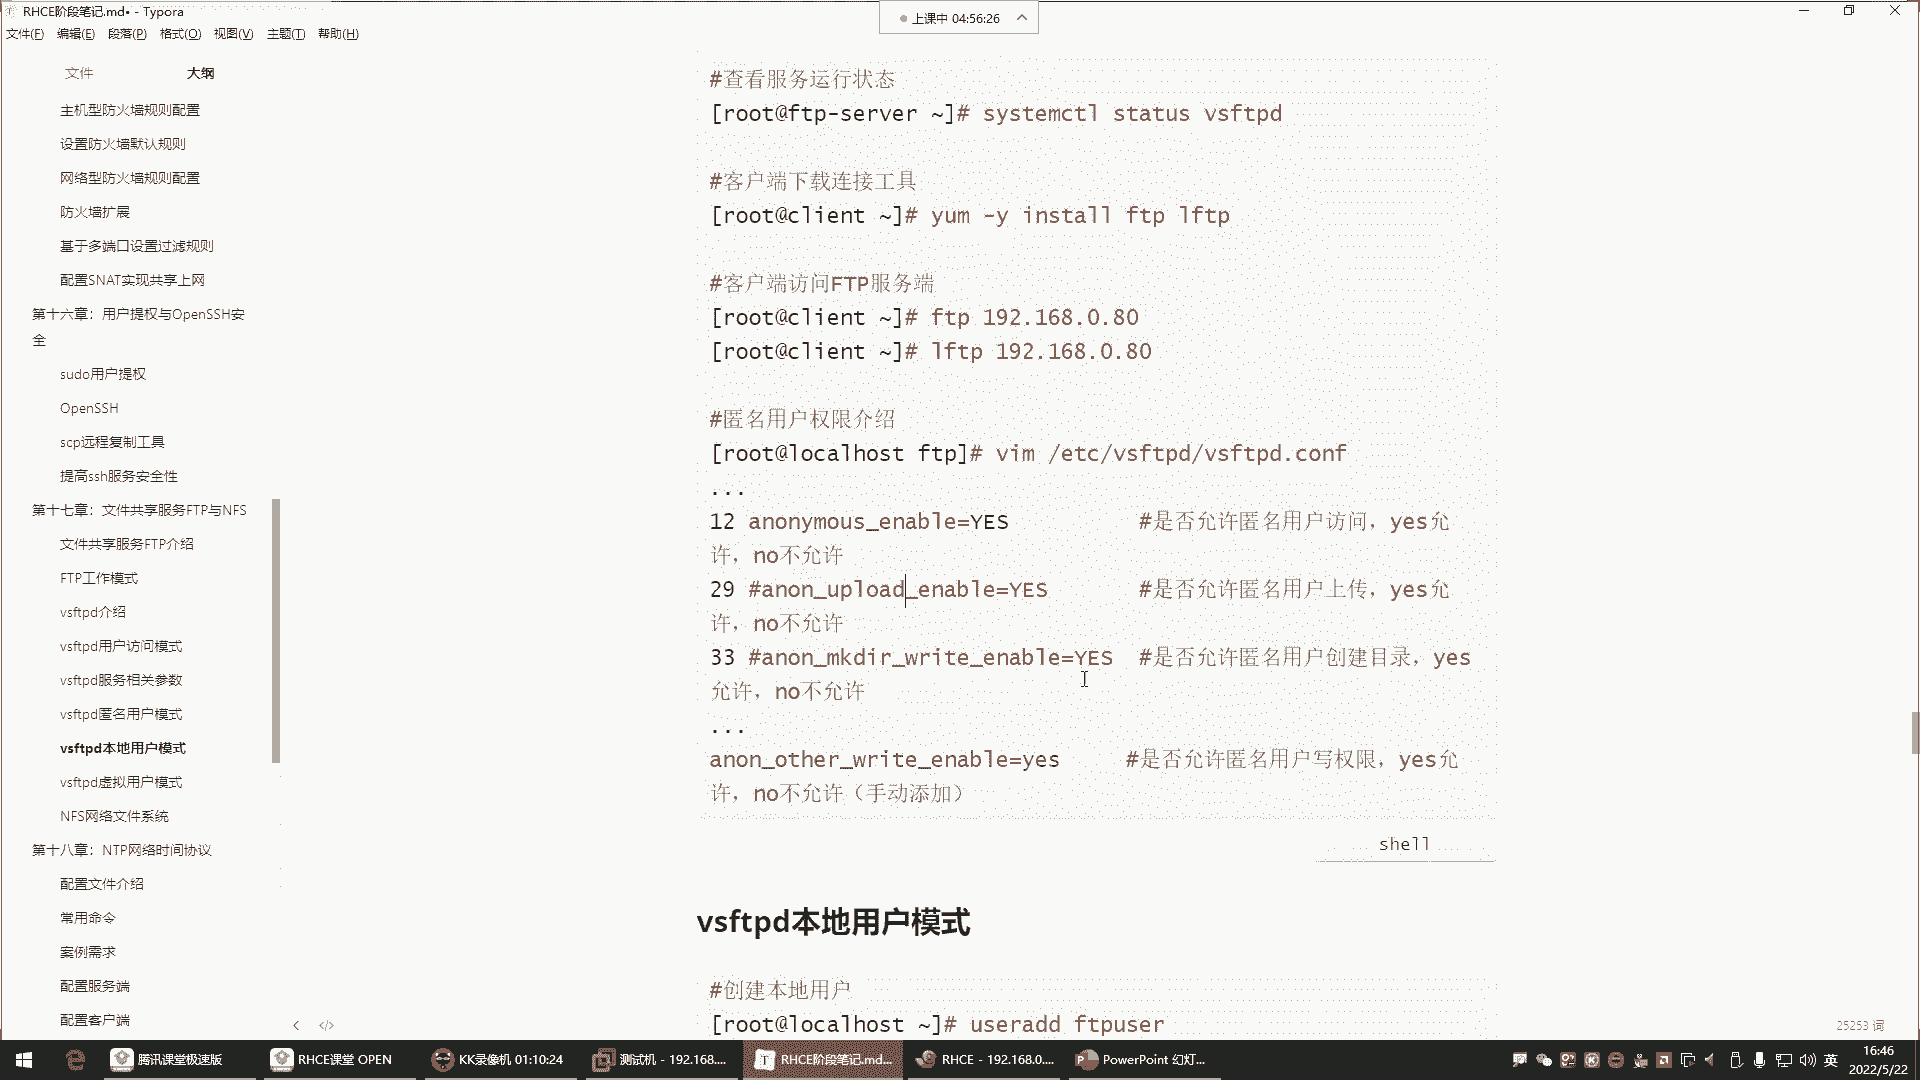 RHCE阶段笔记.md• - Typora
上课中 04:56:26
文件(F) 编辑(E) 段落(P) 格式(O) 视图(V) 主题(T) 帮助(H)
文件 大纲
主机型防火墙规则配置
设置防火墙默认规则
网络型防火墙规则配置
防火墙扩展
基于多端口设置过滤规则
配置SNAT实现共享上网
第十六章：用户提权与OpenSSH安
全
sudo用户提权
OpenSSH
scp远程复制工具
提高ssh服务安全性
第十七章：文件共享服务FTP与NFS
文件共享服务FTP介绍
FTP工作模式
vsftpd介绍
vsftpd用户访问模式
vsftpd服务相关参数
vsftpd匿名用户模式
vsftpd本地用户模式
vsftpd虚拟用户模式
NFS网络文件系统
第十八章：NTP网络时间协议
配置文件介绍
常用命令
案例需求
配置服务端
配置客户端
#查看服务运行状态
[root@ftp-server ~]# systemctl status vsftpd
#客户端下载连接工具
[root@client ~]# yum -y install ftp lftp
#客户端访问FTP服务端
[root@client ~]# ftp 192.168.0.80
[root@client ~]# lftp 192.168.0.80
#匿名用户权限介绍
[root@localhost ftp]# vim /etc/vsftpd/vsftpd.conf
...
12 anonymous_enable=YES #是否允许匿名用户访问，yes允
许，no不允许
29 #anon_upload_enable=YES #是否允许匿名用户上传，yes允
许，no不允许
33 #anon_mkdir_write_enable=YES #是否允许匿名用户创建目录，yes
允许，no不允许
...
anon_other_write_enable=yes #是否允许匿名用户写权限，yes允
许，no不允许（手动添加）
shell
vsftpd本地用户模式
#创建本地用户
[root@localhost ~]# useradd ftpuser
25253 词
腾讯课堂极速版
RHCE课堂 OPEN
KK录像机 01:10:24
测试机 - 192.168....
RHCE阶段笔记.md...
RHCE - 192.168.0....
PowerPoint 幻灯...
英
16:46
2022/5/22